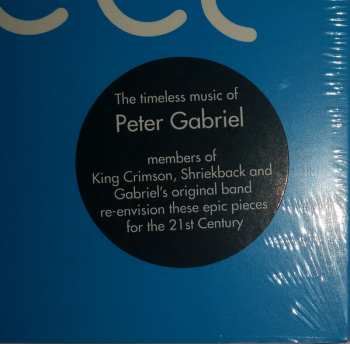 The timeless music of
Peter Gabriel
members of
King Crimson, Shriekback and
Gabriel's original band
re-envision these epic pieces
for the 21st Century